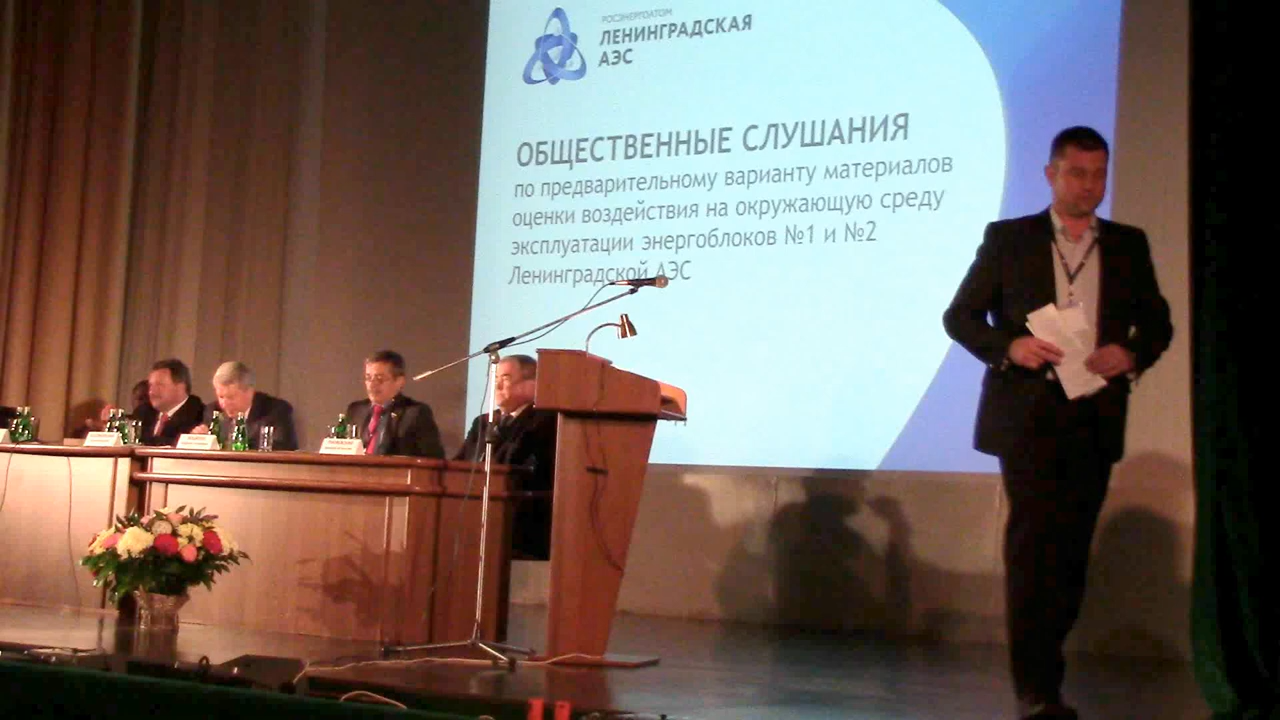 РОСЭНЕРГОАТОМ
ЛЕНИНГРАДСКАЯ
АЭС
ОБЩЕСТВЕННЫЕ СЛУШАНИЯ
по предварительному варианту материалов
оценки воздействия на окружающую среду
эксплуатации энергоблоков №1 и №2
Ленинградской АЭС